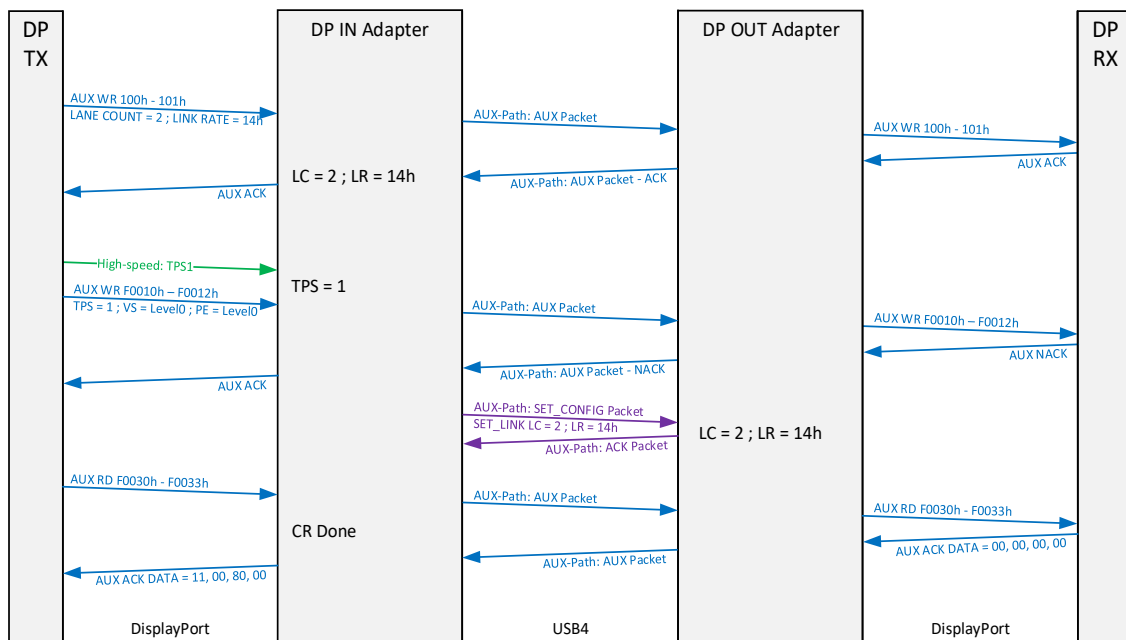 DP
TX
DP IN Adapter
DP OUT Adapter
DP
RX
AUX WR 100h - 101h
LANE COUNT = 2 ; LINK RATE = 14h
AUX-Path: AUX Packet
AUX WR 100h - 101h
AUX ACK
AUX-Path: AUX Packet - ACK
LC = 2 ; LR = 14h
AUX ACK
High-speed: TPS1
TPS = 1
AUX WR F0010h – F0012h
TPS = 1 ; VS = Level0 ; PE = Level0
AUX-Path: AUX Packet
AUX WR F0010h – F0012h
AUX NACK
AUX-Path: AUX Packet - NACK
AUX ACK
AUX-Path: SET_CONFIG Packet
SET_LINK LC = 2 ; LR = 14h
LC = 2 ; LR = 14h
AUX-Path: ACK Packet
AUX RD F0030h - F0033h
AUX-Path: AUX Packet
AUX RD F0030h - F0033h
CR Done
AUX ACK DATA = 00, 00, 00, 00
AUX-Path: AUX Packet
AUX ACK DATA = 11, 00, 80, 00
DisplayPort
USB4
DisplayPort